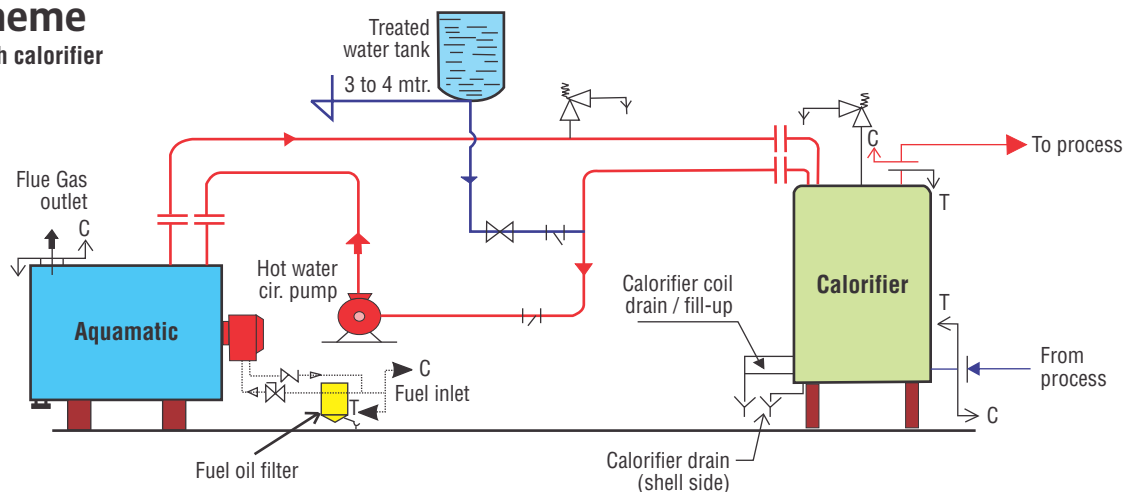 heme
h calorifier
Treated
water tank
3 to 4 mtr.
C
To process
T
Flue Gas
outlet
C
Hot water
cir. pump
Calorifier coil
drain / fill-up
Calorifier
T
Aquamatic
C
Fuel inlet
T
From
process
C
Fuel oil filter
Calorifier drain
(shell side)